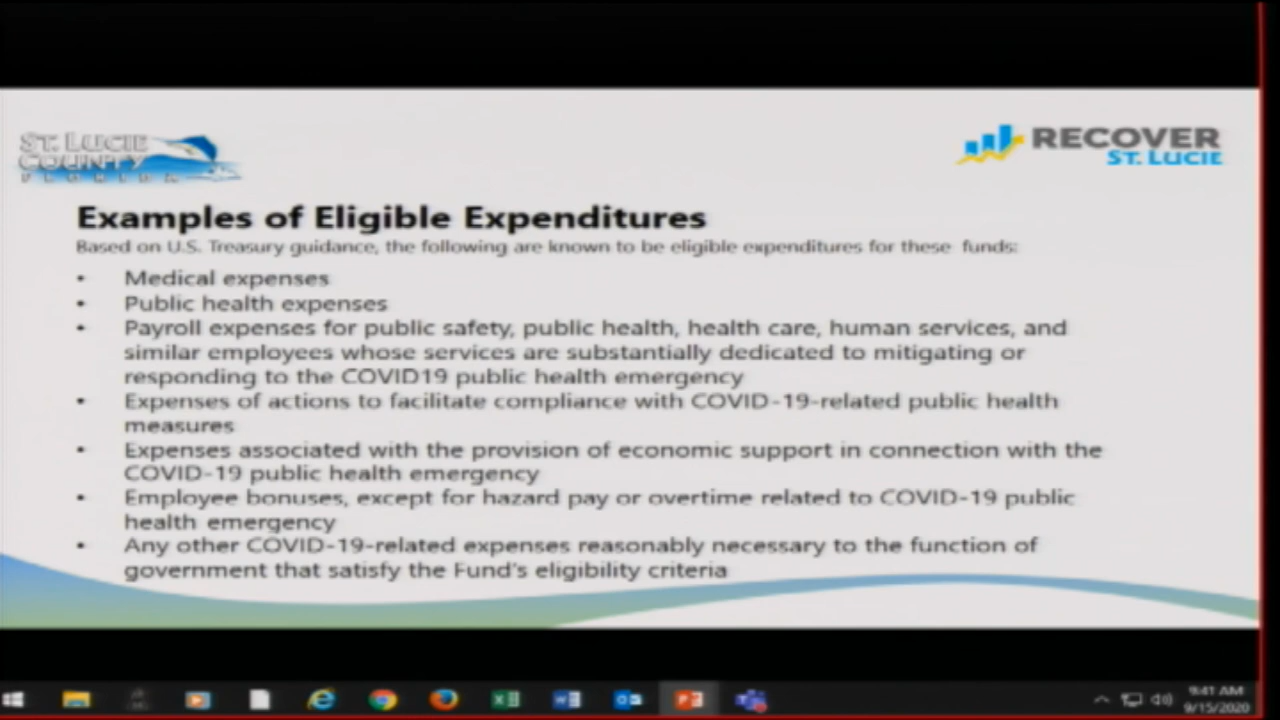 ST. LUCIE
COUNTY
FLORIDA
RECOVER
ST. LUCIE
Examples of Eligible Expenditures
Based on U.S. Treasury guidance, the following are known to be eligible expenditures for these funds:
• Medical expenses
• Public health expenses
• Payroll expenses for public safety, public health, health care, human services, and
similar employees whose services are substantially dedicated to mitigating or
responding to the COVID19 public health emergency
• Expenses of actions to facilitate compliance with COVID-19-related public health
measures
• Expenses associated with the provision of economic support in connection with the
COVID-19 public health emergency
• Employee bonuses, except for hazard pay or overtime related to COVID-19 public
health emergency
• Any other COVID-19-related expenses reasonably necessary to the function of
government that satisfy the Fund's eligibility criteria
9:41 AM
9/15/2020